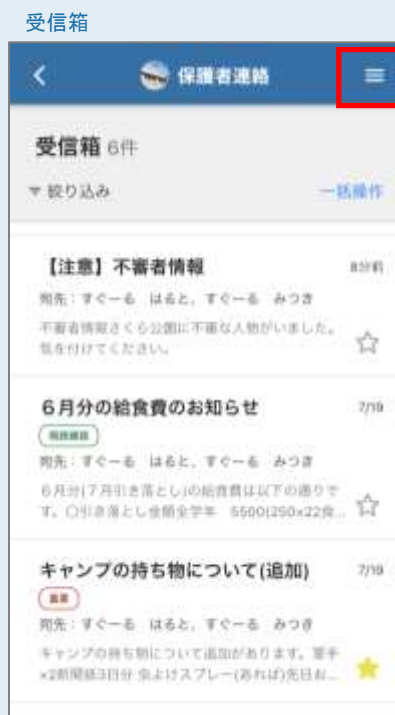 受信箱
保護者連絡
受信箱 6件
絞り込み
一括操作
【注意】不審者情報
8分前
宛先：すぐーる はると、すぐーる みつき
不審者情報さくら公園に不審な人物がいました。
気を付けてください。
6月分の給食費のお知らせ
7/19
宛先：すぐーる はると、すぐーる みつき
6月分(7月引き落とし)の給食費は以下の通りで
す。〇引き落とし金額全学年 5500(250×22食...
キャンプの持ち物について(追加)
7/19
重要
宛先：すぐーる はると、すぐーる みつき
キャンプの持ち物について追加があります。軍手
×2新聞紙3日分 虫よけスプレー(あれば)先日お...